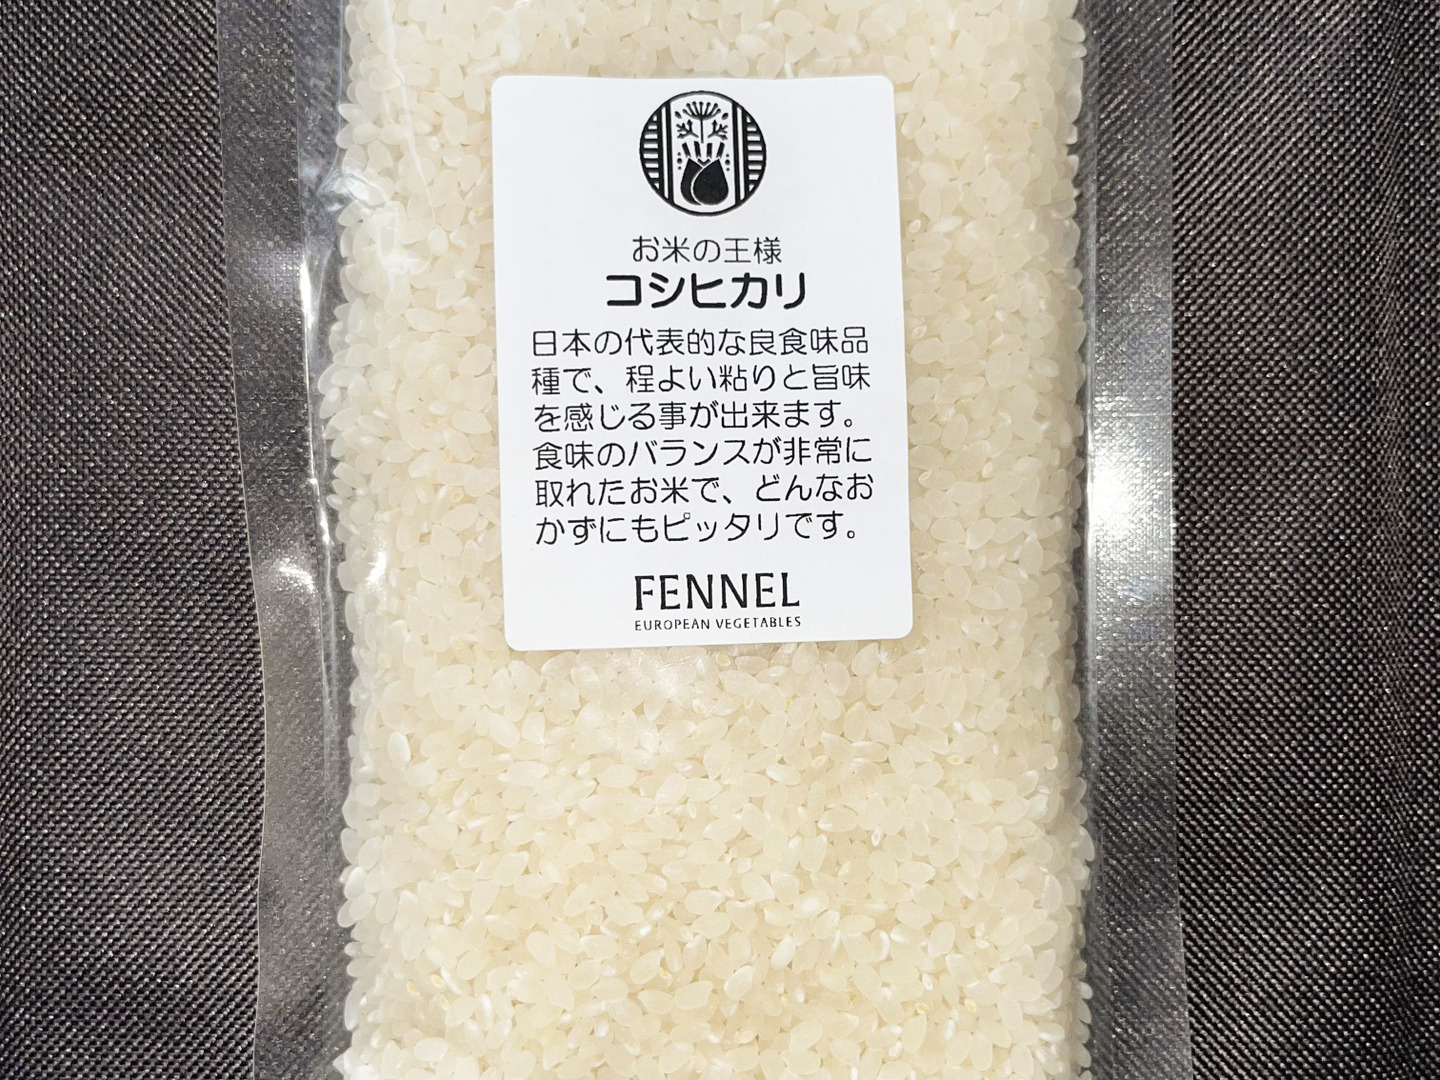 お米の王様
コシヒカリ
日本の代表的な良食味品
種で、程よい粘りと旨味
を感じる事が出来ます。
食味のバランスが非常に
取れたお米で、どんなお
かずにもピッタリです。
FENNEL
EUROPEAN VEGETABLES